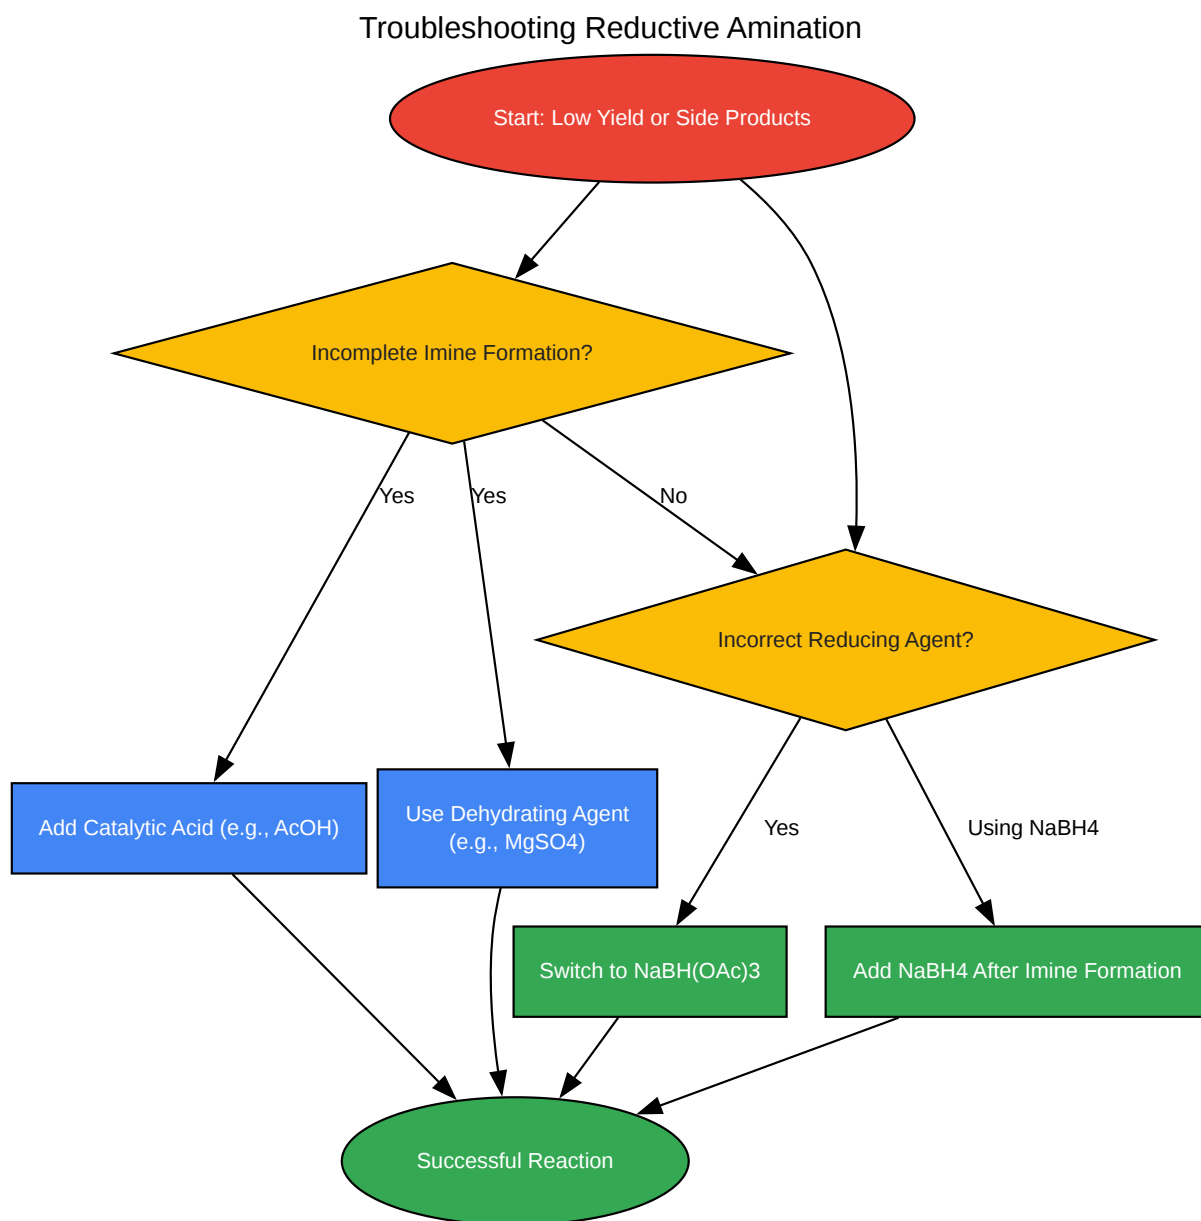 Troubleshooting Reductive Amination
Start: Low Yield or Side Products
Incomplete Imine Formation?
Yes
Yes
No
Incorrect Reducing Agent?
Add Catalytic Acid (e.g., AcOH)
Use Dehydrating Agent
(e.g., MgSO4)
Yes
Using NaBH4
Switch to NaBH(OAc)3
Add NaBH4 After Imine Formation
Successful Reaction